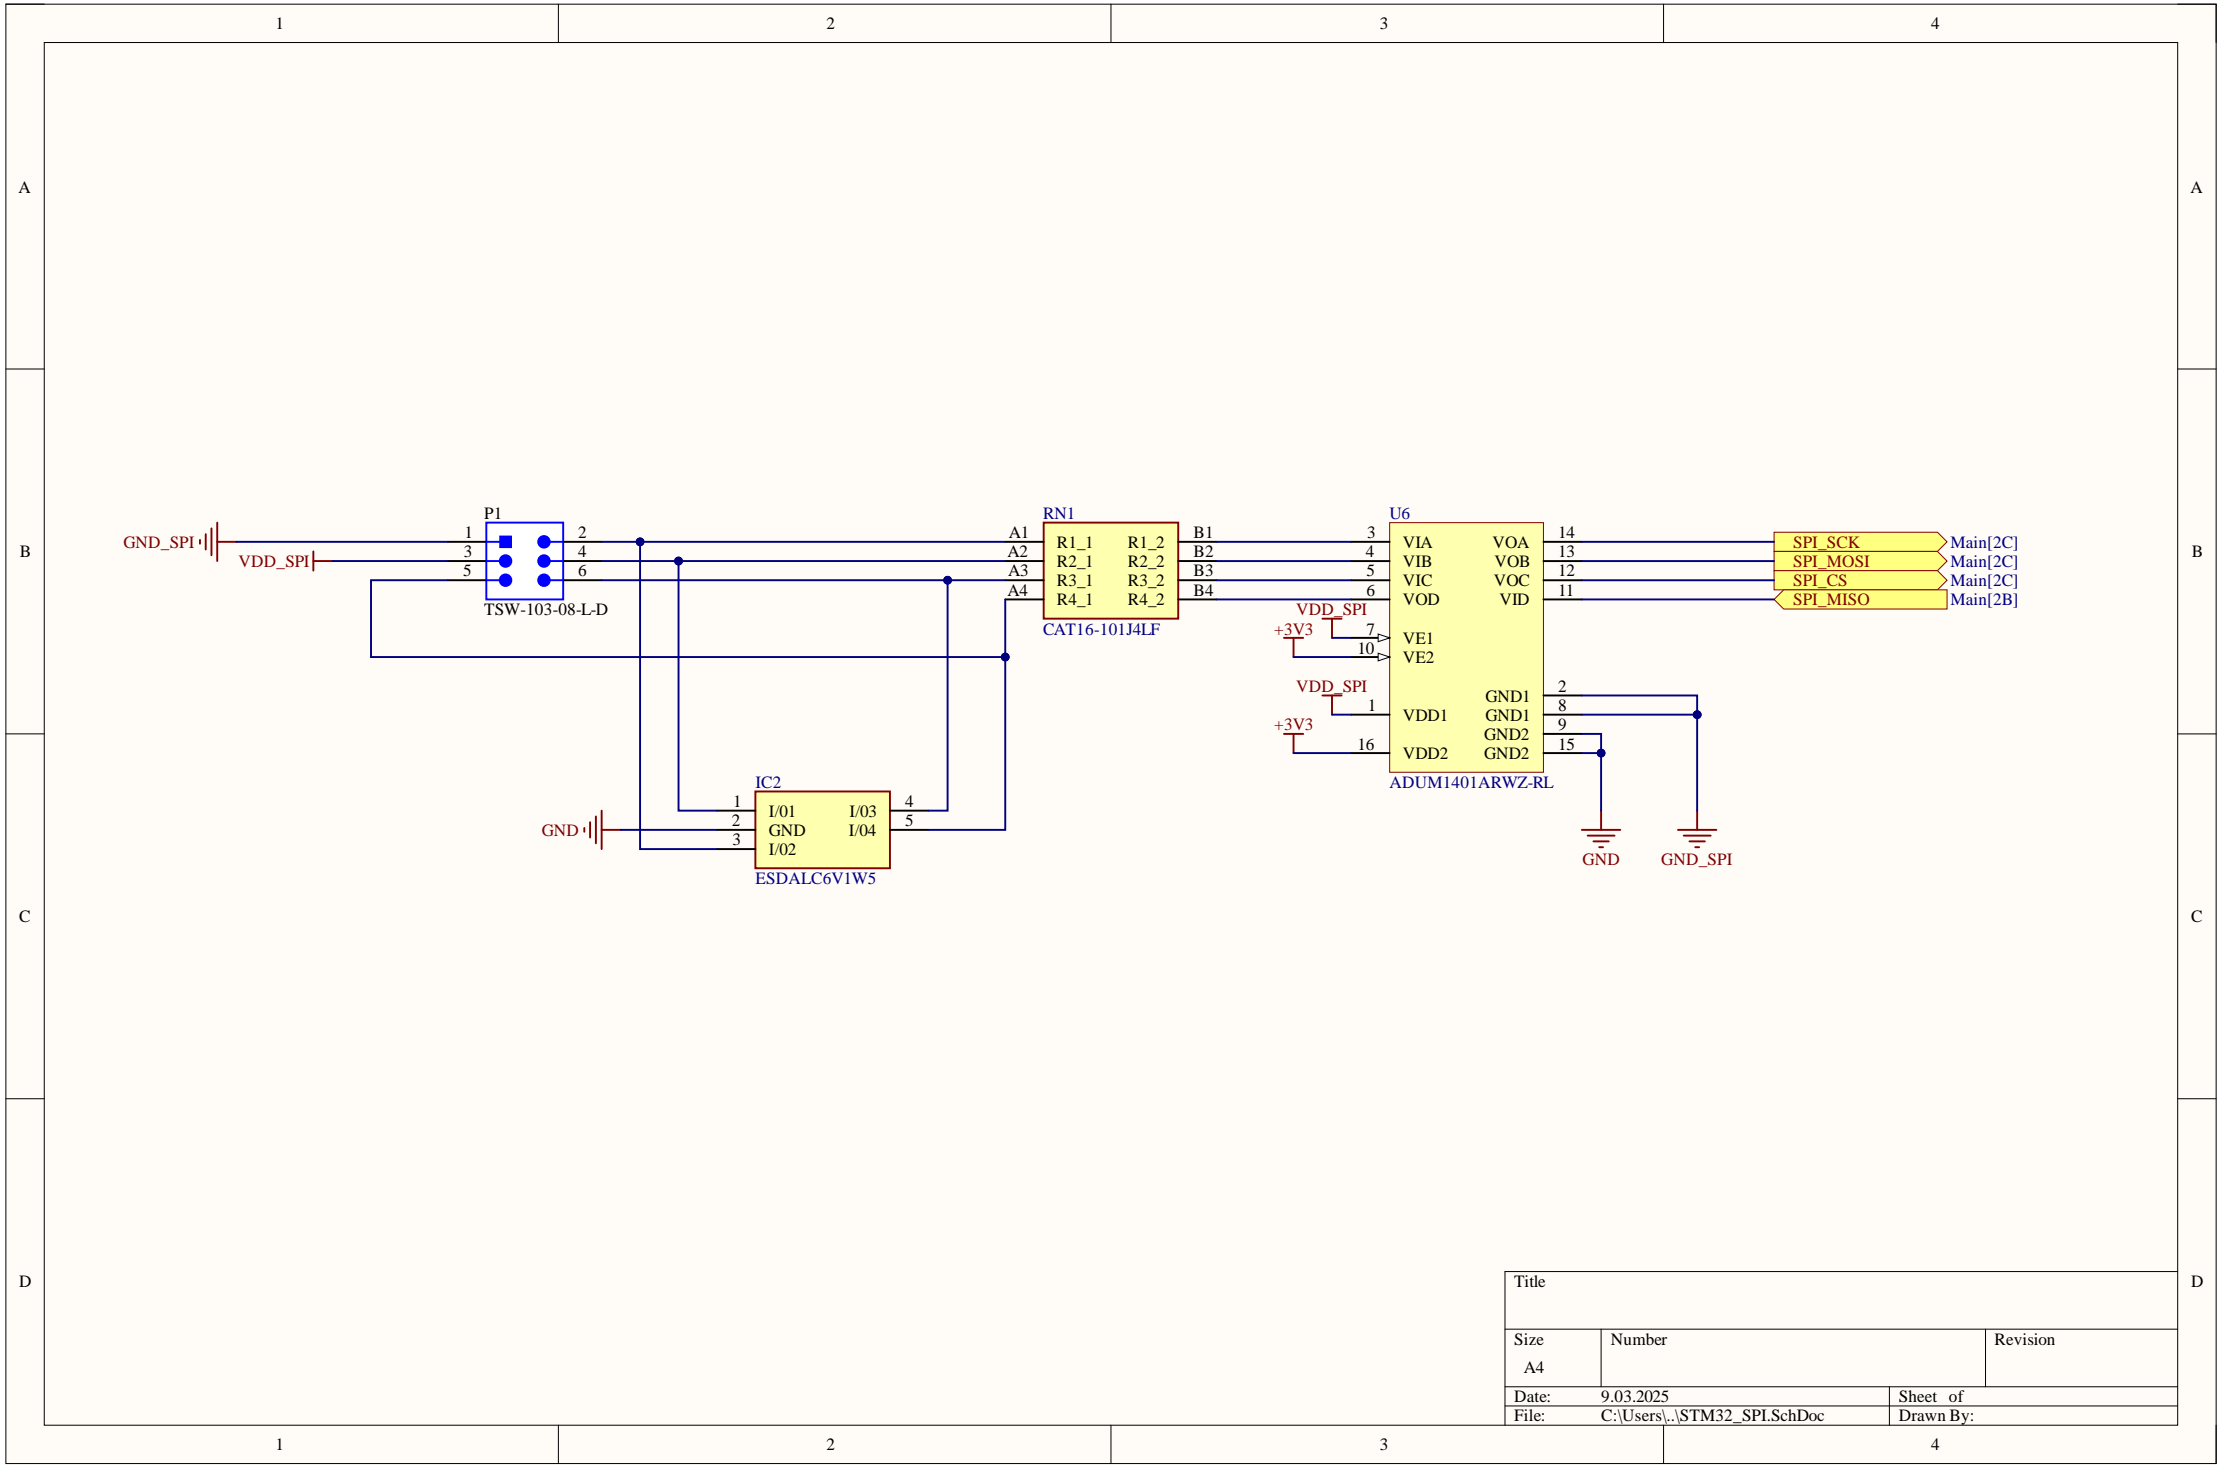 1 2 3 4
A A
B B
C C
D D
P1
1 2
3 4
5 6
TSW-103-08-L-D
GND_SPI
VDD_SPI
RN1
A1 R1_1 R1_2 B1
A2 R2_1 R2_2 B2
A3 R3_1 R3_2 B3
A4 R4_1 R4_2 B4
CAT16-101J4LF
U6
3 VIA VOA 14
4 VIB VOB 13
5 VIC VOC 12
6 VOD VID 11
VDD_SPI
7 VE1
+3V3
10 VE2
VDD_SPI
1 VDD1
+3V3
16 VDD2
GND1 2
GND1 8
GND2 9
GND2 15
ADUM1401ARWZ-RL
SPI_SCK Main[2C]
SPI_MOSI Main[2C]
SPI_CS Main[2C]
SPI_MISO Main[2B]
GND
GND_SPI
IC2
1 I/01 I/03 4
2 GND I/04 5
3 I/02
ESDALC6V1W5
GND
Title
Size Number Revision
A4
Date: 9.03.2025 Sheet of
File: C:\Users\..\STM32_SPI.SchDoc Drawn By:
1 2 3 4